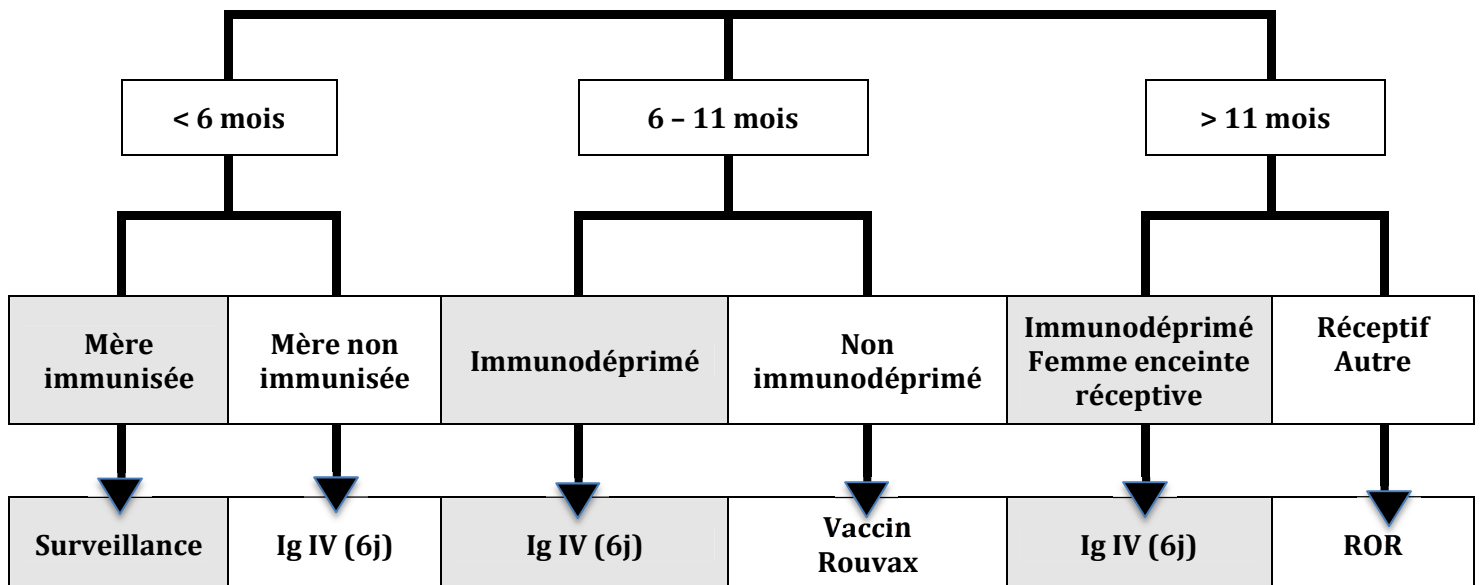 < 6 mois
6 – 11 mois
> 11 mois
Mère
immunisée
Mère non
immunisée
Immunodéprimé
Non
immunodéprimé
Immunodéprimé
Femme enceinte
réceptive
Réceptif
Autre
Surveillance
Ig IV (6j)
Ig IV (6j)
Vaccin
Rouvax
Ig IV (6j)
ROR